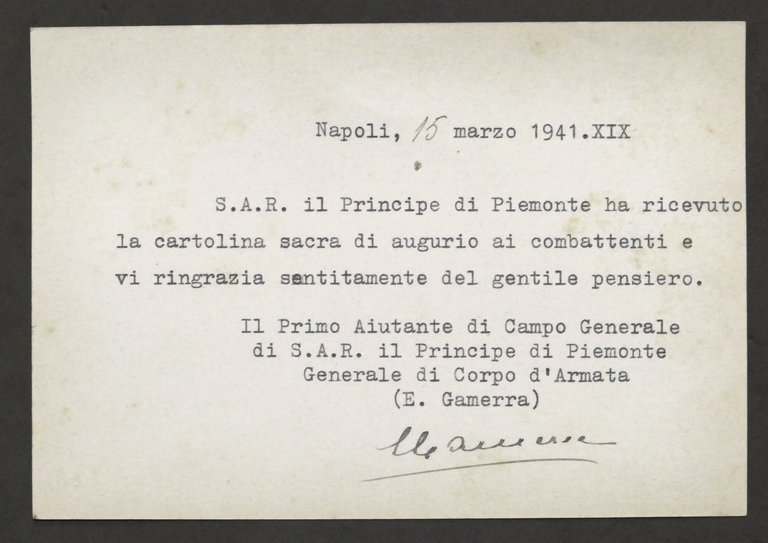 Napoli, 15 marzo 1941.XIX
S.A.R. il Principe di Piemonte ha ricevuto
la cartolina sacra di augurio ai combattenti e
vi ringrazia sentitamente del gentile pensiero.
Il Primo Aiutante di Campo Generale
di S.A.R. il Principe di Piemonte
Generale di Corpo d'Armata
(E. Gamerra)
EGamerra